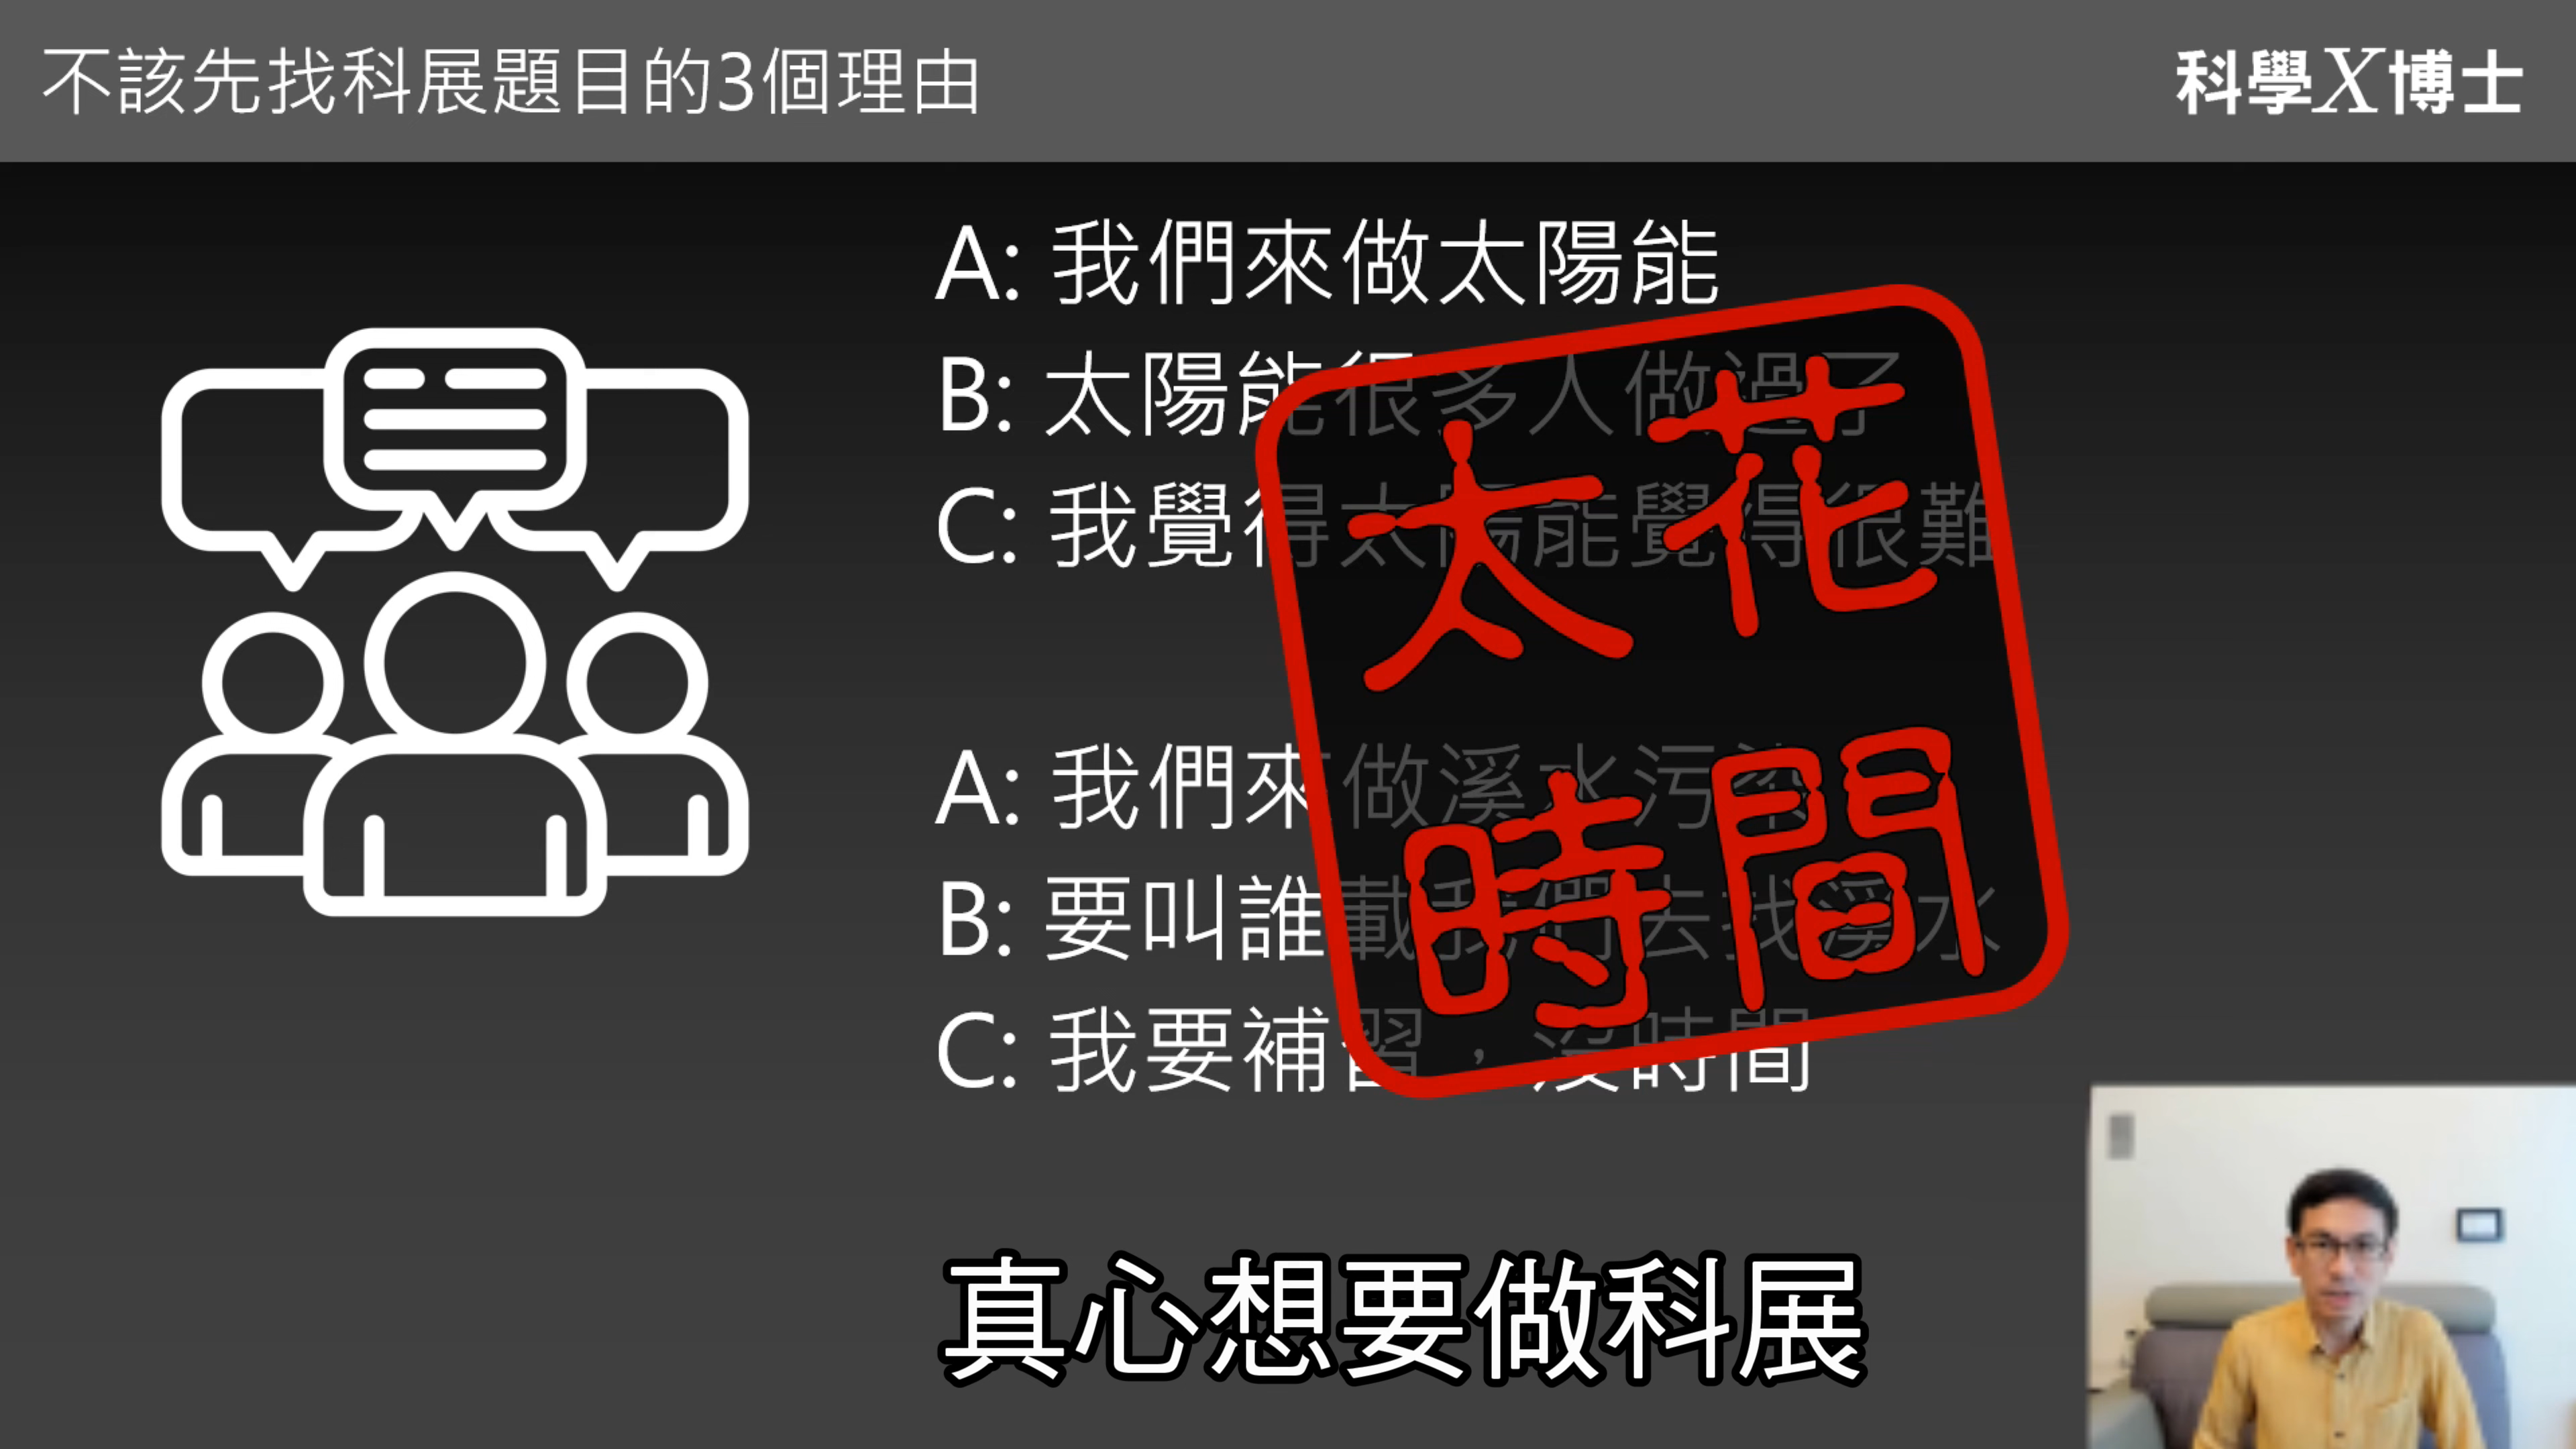 不該先找科展題目的3個理由
科學X博士
A: 我們來做太陽能
B: 太陽能很多人做過了
C: 我覺得太陽能覺得很難
太花
時間
A: 我們來做溪水污染
B: 要叫誰載我們去找溪水
C: 我要補習，沒時間
真心想要做科展